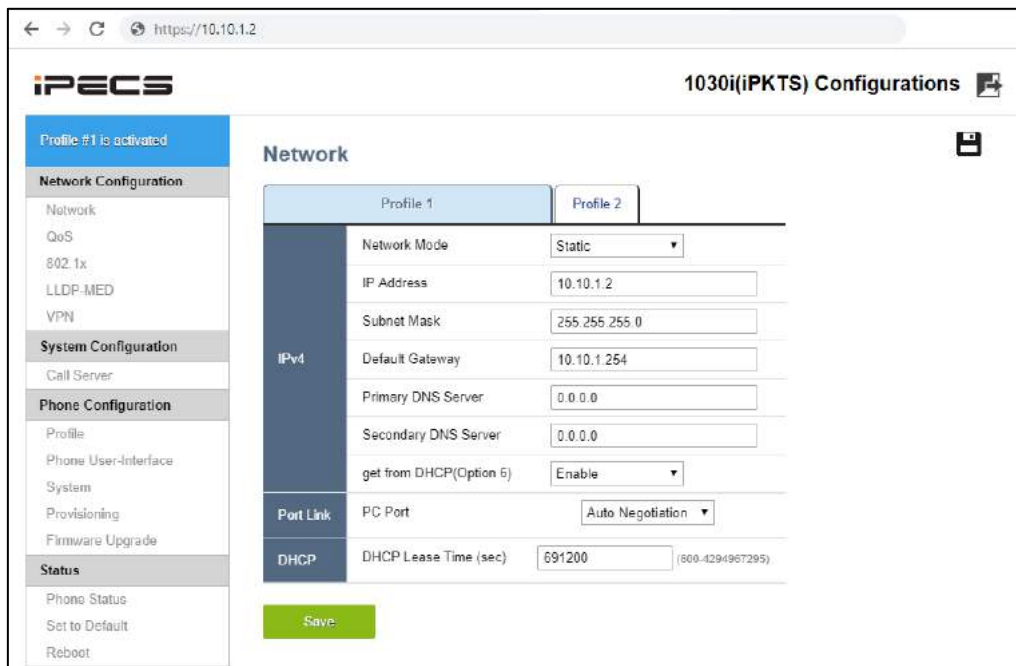 https://10.10.1.2
iPECS
1030i(iPKTS) Configurations
Profile #1 is activated
Network Configuration
Network
QoS
802.1x
LLDP-MED
VPN
System Configuration
Call Server
Phone Configuration
Profile
Phone User-Interface
System
Provisioning
Firmware Upgrade
Status
Phone Status
Set to Default
Reboot
Network
Profile 1 Profile 2
IPv4
Network Mode Static
IP Address 10.10.1.2
Subnet Mask 255.255.255.0
Default Gateway 10.10.1.254
Primary DNS Server 0.0.0.0
Secondary DNS Server 0.0.0.0
get from DHCP(Option 6) Enable
Port Link PC Port Auto Negotiation
DHCP DHCP Lease Time (sec) 691200 (600-4294967295)
Save